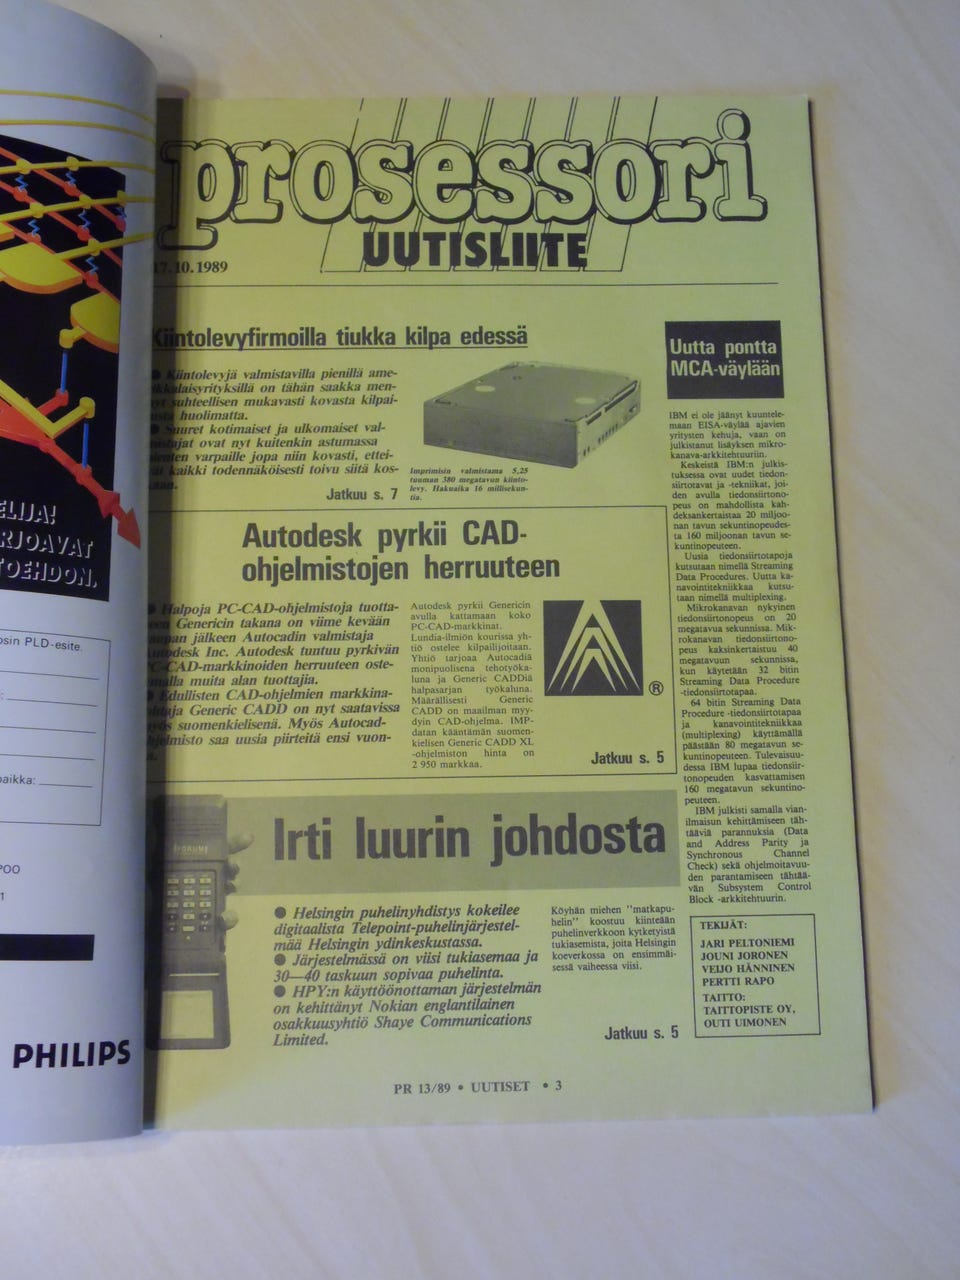 ELIJA!
RJOAVAT
TOEHDON.
osin PLD-esite.
paikka:
POO
1
PHILIPS
prosessori
UUTISLIITE
17.10.1989
Kiintolevyfirmoilla tiukka kilpa edessä
● Kiintolevyjä valmistavilla pienillä ame-
rikkalaisyrityksillä on tähän saakka men-
nyt suhteellisen mukavasti kovasta kilpai-
lusta huolimatta.
● Suuret kotimaiset ja ulkomaiset val-
mistajat ovat nyt kuitenkin astumassa
pienten varpaille jopa niin kovasti, ettei-
vät kaikki todennäköisesti toivu siitä kos-
kaan.
Jatkuu s. 7
Imprimisin valmistama 5,25
tuuman 380 megatavun kiinto-
levy. Hakuaika 16 millisekun-
tia.
Autodesk pyrkii CAD-
ohjelmistojen herruuteen
● Halpoja PC-CAD-ohjelmistoja tuotta-
neen Genericin takana on viime kevään
kaupan jälkeen Autocadin valmistaja
Autodesk Inc. Autodesk tuntuu pyrkivän
PC-CAD-markkinoiden herruuteen oste-
malla muita alan tuottajia.
● Edullisten CAD-ohjelmien markkina-
johtaja Generic CADD on nyt saatavissa
myös suomenkielisenä. Myös Autocad-
ohjelmisto saa uusia piirteitä ensi vuon-
na.
Autodesk pyrkii Genericin
avulla kattamaan koko
PC-CAD-markkinat.
Lundia-ilmiön kourissa yh-
tiö ostelee kilpailijoitaan.
Yhtiö tarjoaa Autocadiä
monipuolisena tehotyöka-
luna ja Generic CADDiä
halpasarjan työkaluna.
Määrällisesti Generic
CADD on maailman myy-
dyin CAD-ohjelma. IMP-
datan kääntämän suomen-
kielisen Generic CADD XL
-ohjelmiston hinta on
2 950 markkaa.
®
Jatkuu s. 5
FORUM
Irti luurin johdosta
● Helsingin puhelinyhdistys kokeilee
digitaalista Telepoint-puhelinjärjestel-
mää Helsingin ydinkeskustassa.
● Järjestelmässä on viisi tukiasemaa ja
30—40 taskuun sopivaa puhelinta.
● HPY:n käyttöönottaman järjestelmän
on kehittänyt Nokian englantilainen
osakkuusyhtiö Shaye Communications
Limited.
Köyhän miehen "matkapu-
helin" koostuu kiinteään
puhelinverkkoon kytketyistä
tukiasemista, joita Helsingin
koeverkossa on ensimmäi-
sessä vaiheessa viisi.
Jatkuu s. 5
Uutta pontta
MCA-väylään
IBM ei ole jäänyt kuuntele-
maan EISA-väylää ajavien
yritysten kehuja, vaan on
julkistanut lisäyksen mikro-
kanava-arkkitehtuuriin.
Keskeistä IBM:n julkis-
tuksessa ovat uudet tiedon-
siirtotavat ja -tekniikat, joi-
den avulla tiedonsiirtono-
peus on mahdollista kah-
deksankertaistaa 20 miljoo-
nan tavun sekuntinopeudes-
ta 160 miljoonan tavun se-
kuntinopeuteen.
Uusia tiedonsiirtotapoja
kutsutaan nimellä Streaming
Data Procedures. Uutta ka-
navointitekniikkaa kutsu-
taan nimellä multiplexing.
Mikrokanavan nykyinen
tiedonsiirtonopeus on 20
megatavua sekunnissa. Mik-
rokanavan tiedonsiirtono-
peus kaksinkertaistuu 40
megatavuun sekunnissa,
kun käytetään 32 bitin
Streaming Data Procedure
-tiedonsiirtotapaa.
64 bitin Streaming Data
Procedure -tiedonsiirtotapaa
ja kanavointitekniikkaa
(multiplexing) käyttämällä
päästään 80 megatavun se-
kuntinopeuteen. Tulevaisuu-
dessa IBM lupaa tiedonsiir-
tonopeuden kasvattamisen
160 megatavun sekuntino-
peuteen.
IBM julkisti samalla vian-
ilmaisun kehittämiseen täh-
tääviä parannuksia (Data
and Address Parity ja
Synchronous Channel
Check) sekä ohjelmoitavuu-
den parantamiseen tähtää-
vän Subsystem Control
Block -arkkitehtuurin.
TEKIJÄT:
JARI PELTONIEMI
JOUNI JORONEN
VEIJO HÄNNINEN
PERTTI RAPO
TAITTO:
TAITTOPISTE OY,
OUTI UIMONEN
PR 13/89 • UUTISET • 3